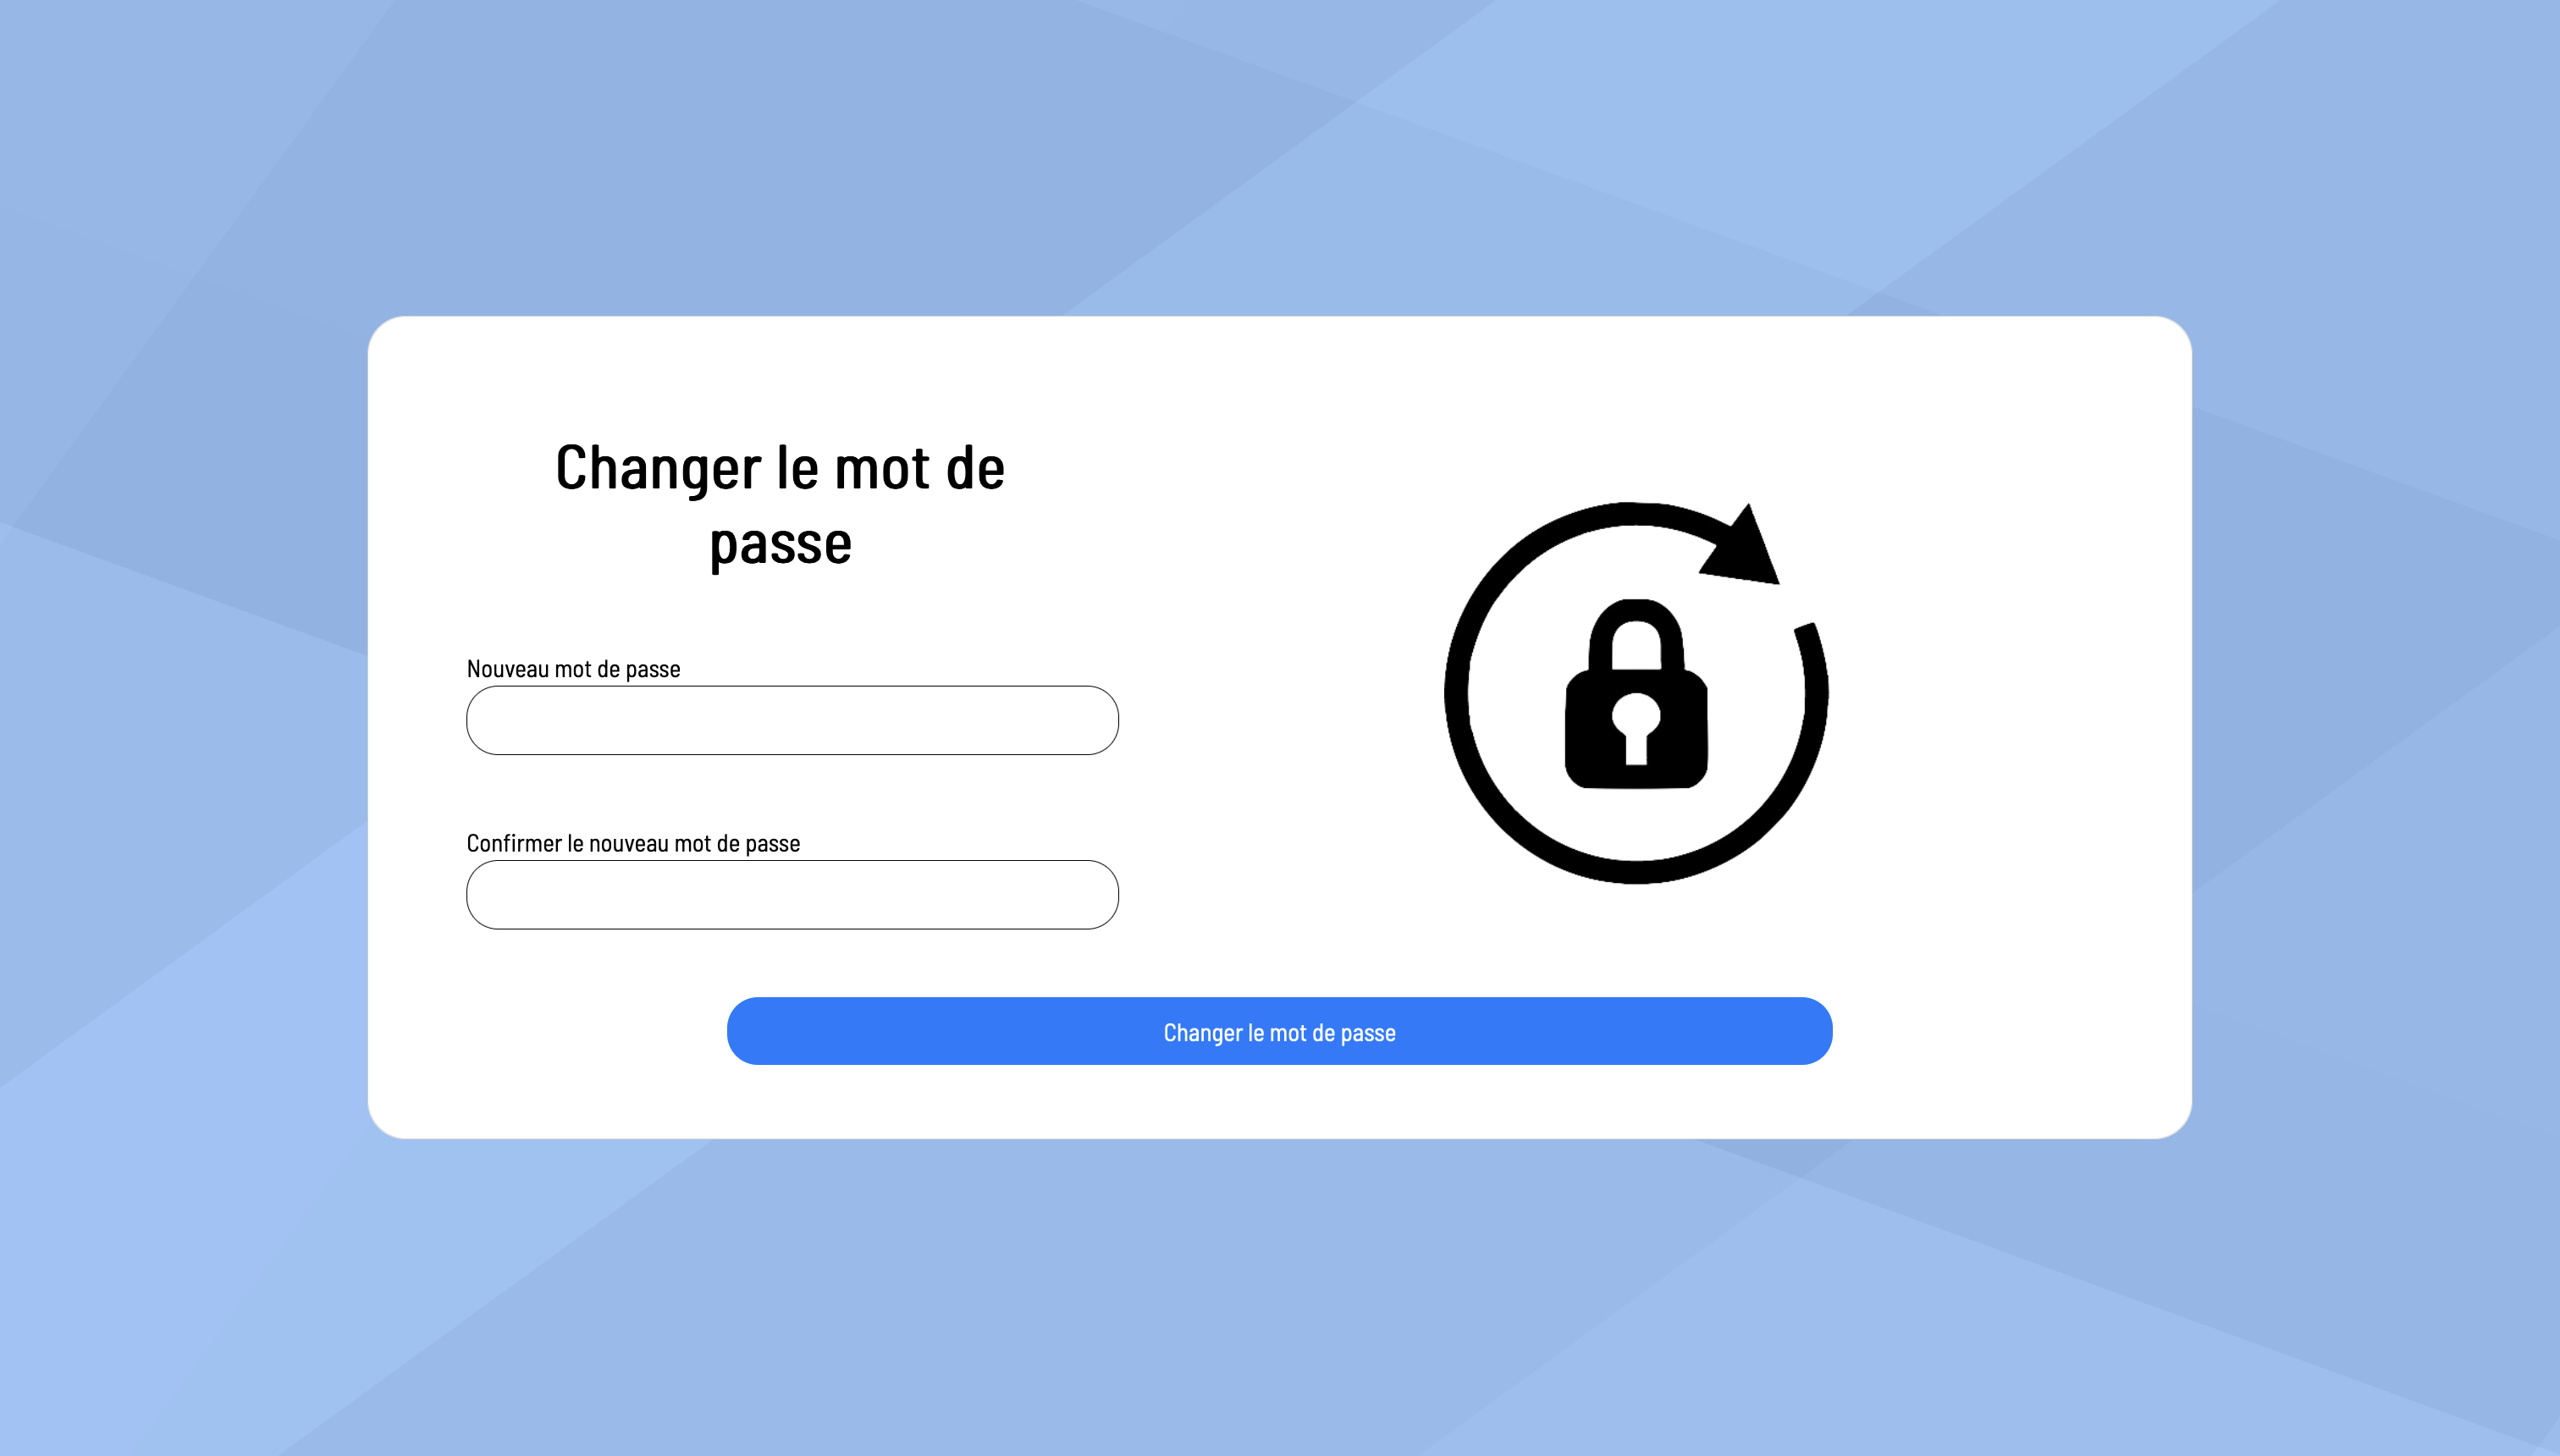 Changer le mot de
passe
Nouveau mot de passe
Confirmer le nouveau mot de passe
Changer le mot de passe